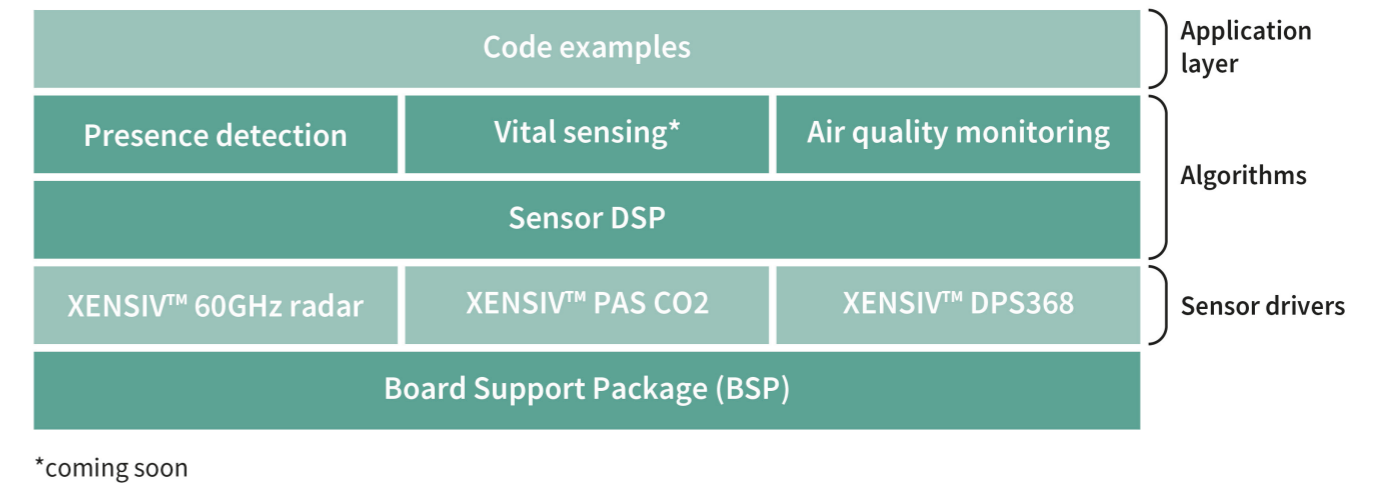 Code examples
Application
layer
Presence detection
Vital sensing*
Air quality monitoring
Sensor DSP
Algorithms
XENSIV™ 60GHz radar
XENSIV™ PAS CO2
XENSIV™ DPS368
Sensor drivers
Board Support Package (BSP)
*coming soon